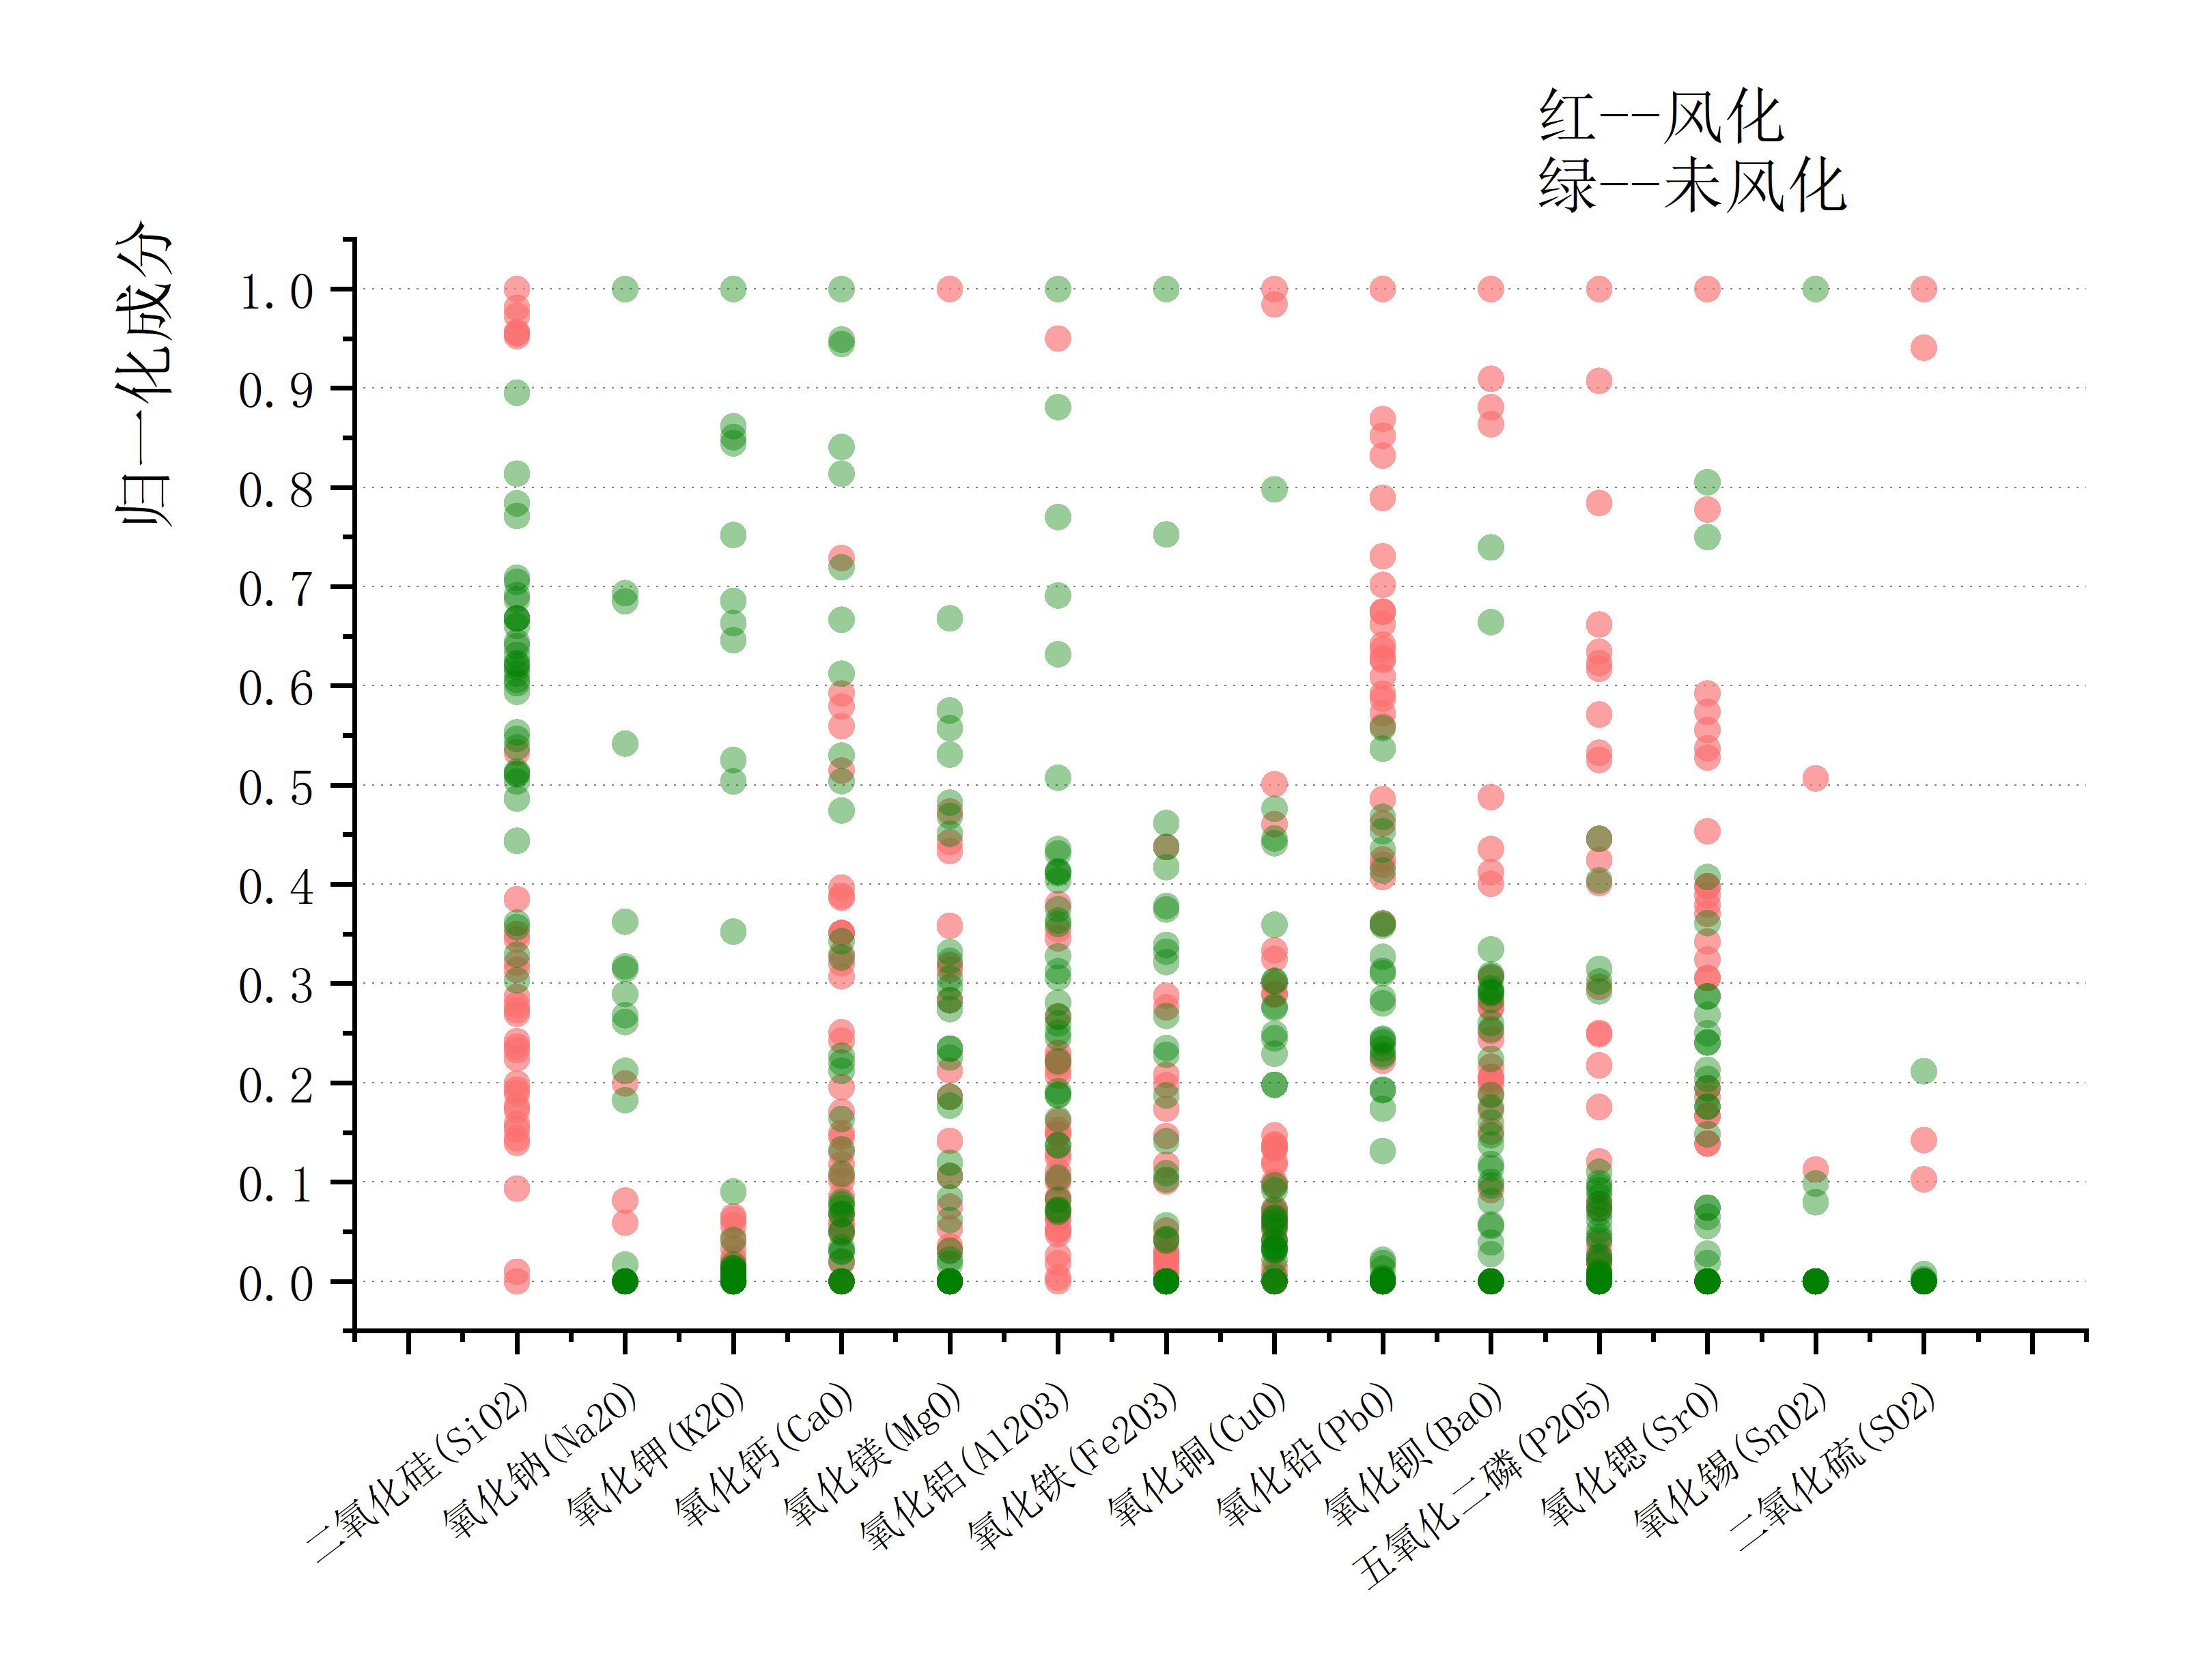 红--风化
绿--未风化
归一化成分
1.0
0.9
0.8
0.7
0.6
0.5
0.4
0.3
0.2
0.1
0.0
二氧化硅(SiO2)
氧化钠(Na2O)
氧化钾(K2O)
氧化钙(CaO)
氧化镁(MgO)
氧化铝(Al2O3)
氧化铁(Fe2O3)
氧化铜(CuO)
氧化铅(PbO)
氧化钡(BaO)
五氧化二磷(P2O5)
氧化锶(SrO)
氧化锡(SnO2)
二氧化硫(SO2)